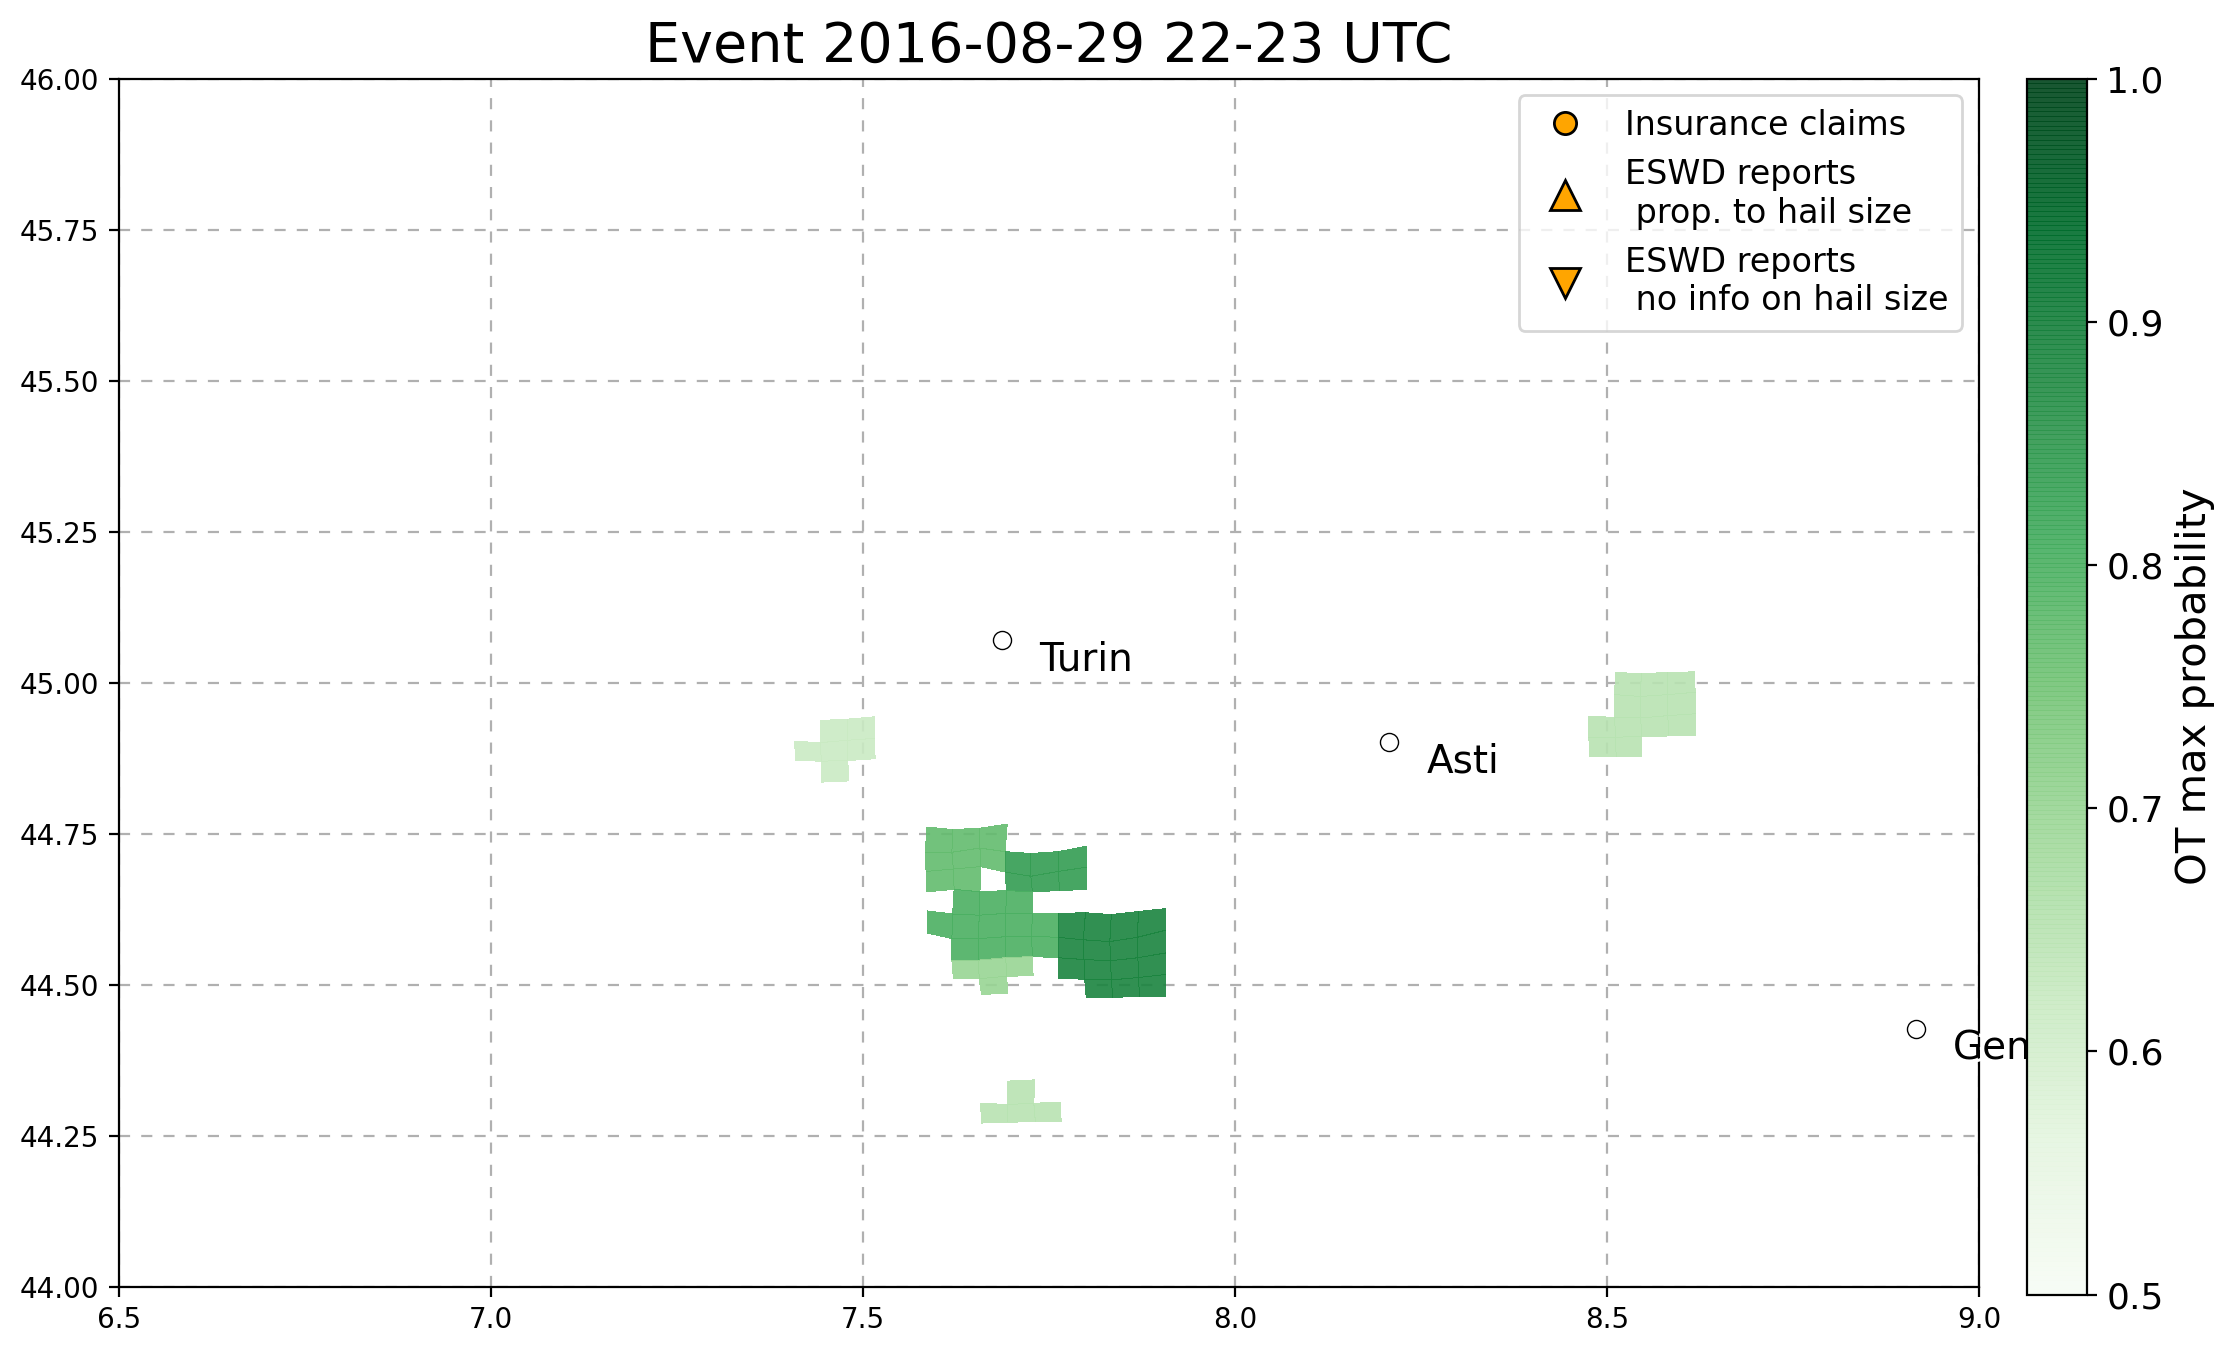 Event 2016-08-29 22-23 UTC
46.00
45.75
45.50
45.25
45.00
44.75
44.50
44.25
44.00
6.5
7.0
7.5
8.0
8.5
9.0
Insurance claims
ESWD reports
prop. to hail size
ESWD reports
no info on hail size
Turin
Asti
Gen
1.0
0.9
0.8
0.7
0.6
0.5
OT max probability